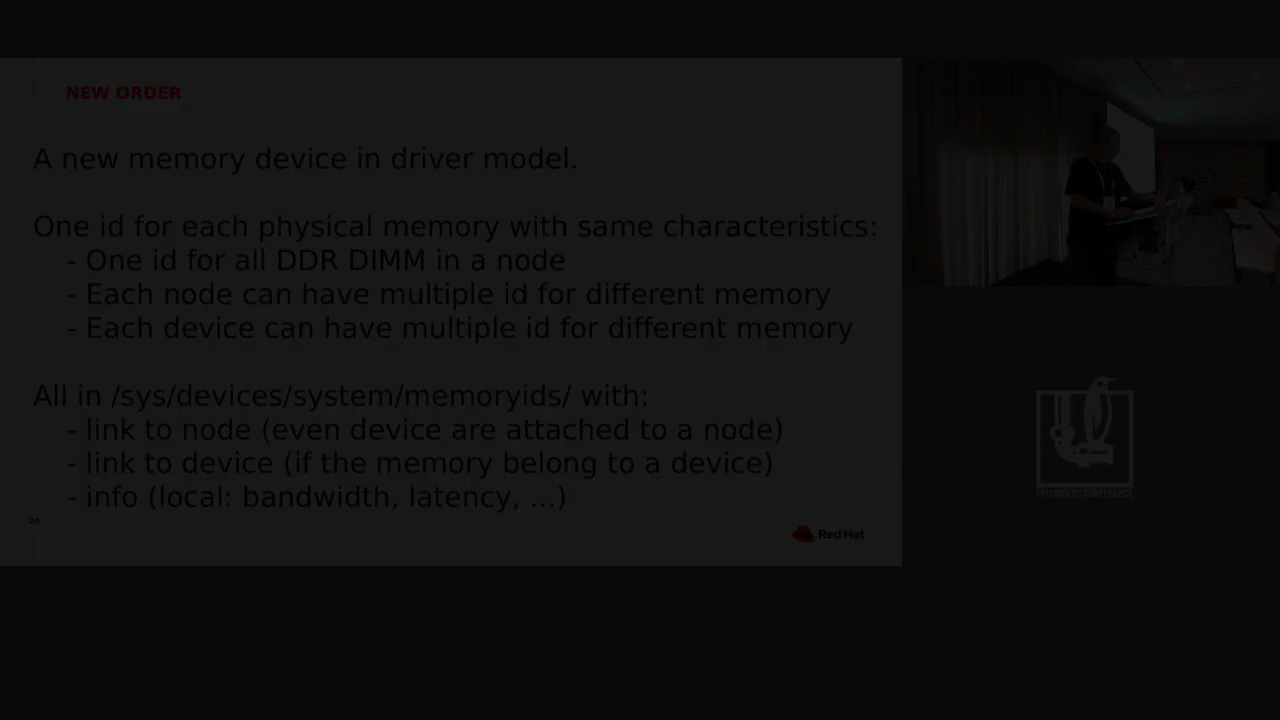 NEW ORDER
A new memory device in driver model.
One id for each physical memory with same characteristics:
- One id for all DDR DIMM in a node
- Each node can have multiple id for different memory
- Each device can have multiple id for different memory
All in /sys/devices/system/memoryids/ with:
- link to node (even device are attached to a node)
- link to device (if the memory belong to a device)
- info (local: bandwidth, latency, ...)
20
Red Hat